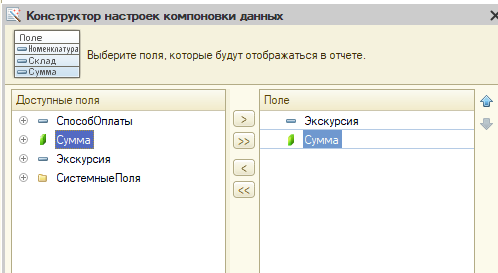 Конструктор настроек компоновки данных
Поле
Номенклатура
Склад
Сумма
Выберите поля, которые будут отображаться в отчете.
Доступные поля
СпособОплаты
Сумма
Экскурсия
СистемныеПоля
>
>>
<
<<
Поле
Экскурсия
Сумма